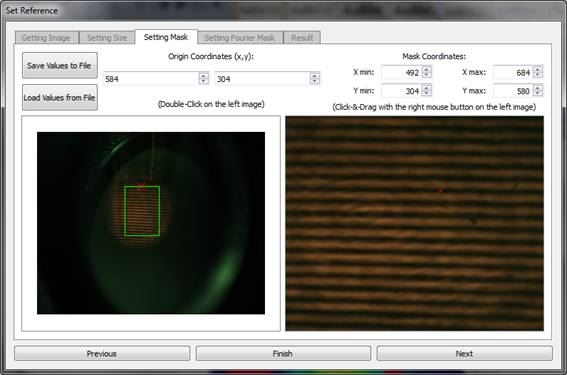 Set Reference
Getting Image
Setting Size
Setting Mask
Setting Fourier Mask
Result
Save Values to File
Load Values from File
Origin Coordinates (x,y):
584
304
(Double-Click on the left image)
Mask Coordinates:
X min: 492 X max: 684
Y min: 304 Y max: 580
(Click-&-Drag with the right mouse button on the left image)
Previous
Finish
Next